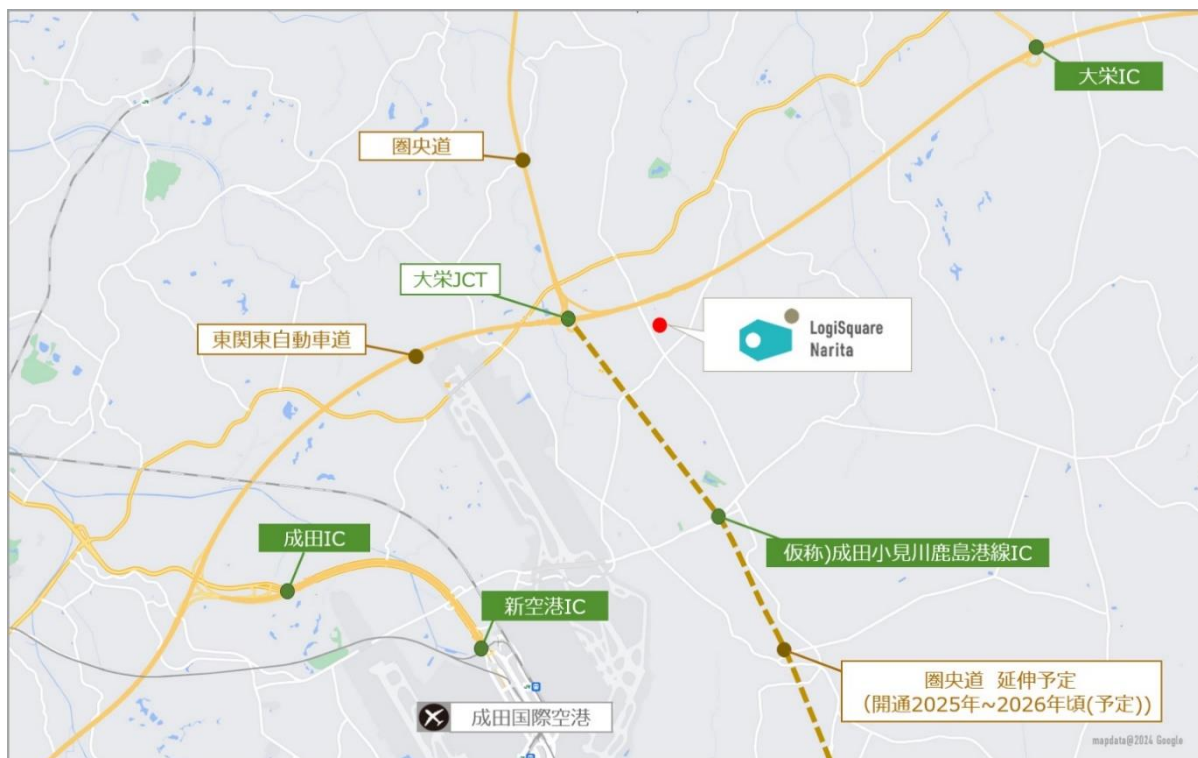 大栄IC
圏央道
大栄JCT
LogiSquare
Narita
東関東自動車道
成田IC
仮称)成田小見川鹿島港線IC
新空港IC
圏央道 延伸予定
(開通2025年~2026年頃(予定))
成田国際空港
mapdata@2024 Google